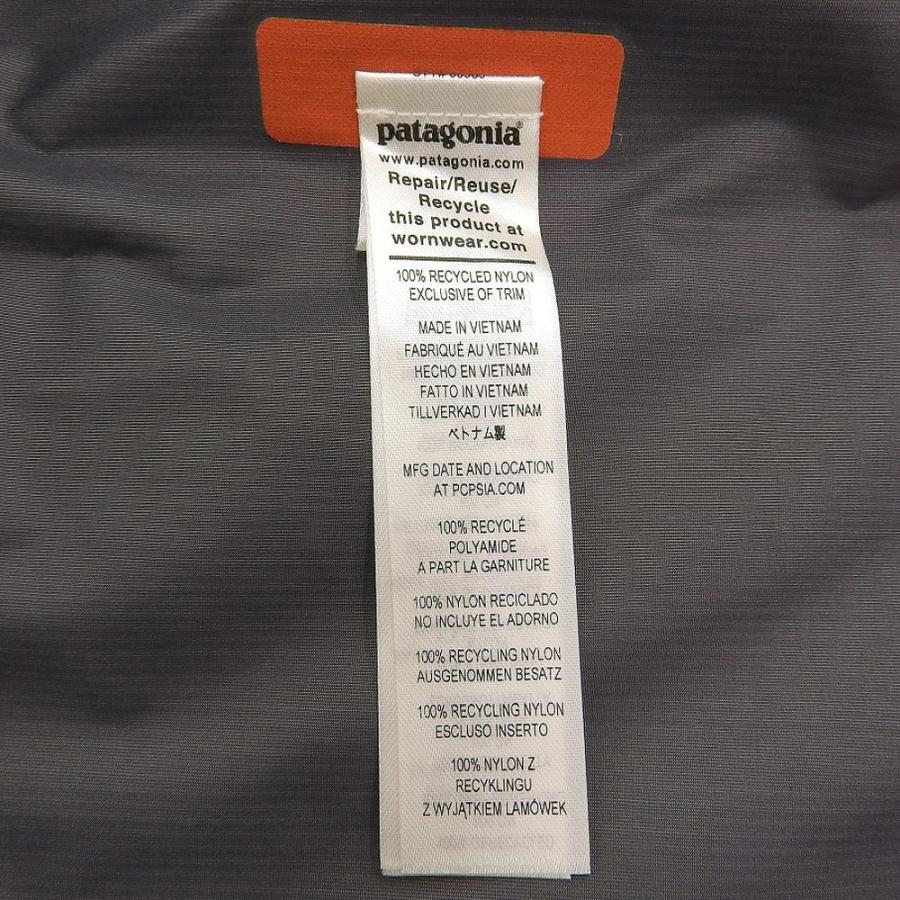 patagonia®
www.patagonia.com
Repair/Reuse/
Recycle
this product at
wornwear.com
100% RECYCLED NYLON
EXCLUSIVE OF TRIM
MADE IN VIETNAM
FABRIQUÉ AU VIETNAM
HECHO EN VIETNAM
FATTO IN VIETNAM
TILLVERKAD I VIETNAM
ベトナム製
MFG DATE AND LOCATION
AT PCPSIA.COM
100% RECYCLÉ
POLYAMIDE
A PART LA GARNITURE
100% NYLON RECICLADO
NO INCLUYE EL ADORNO
100% RECYCLING NYLON
AUSGENOMMEN BESATZ
100% RECYCLING NYLON
ESCLUSO INSERTO
100% NYLON Z
RECYKLINGU
Z WYJĄTKIEM LAMÓWEK